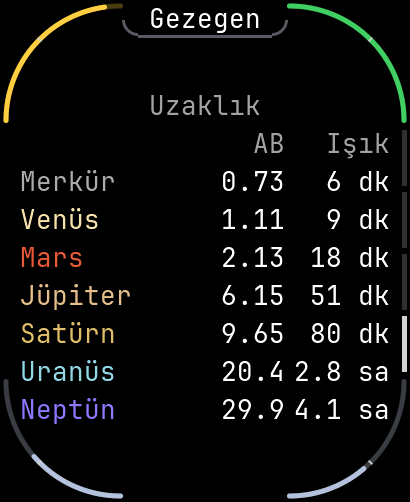 Gezegen
Uzaklık
AB Işık
Merkür 0.73 6 dk
Venüs 1.11 9 dk
Mars 2.13 18 dk
Jüpiter 6.15 51 dk
Satürn 9.65 80 dk
Uranüs 20.4 2.8 sa
Neptün 29.9 4.1 sa